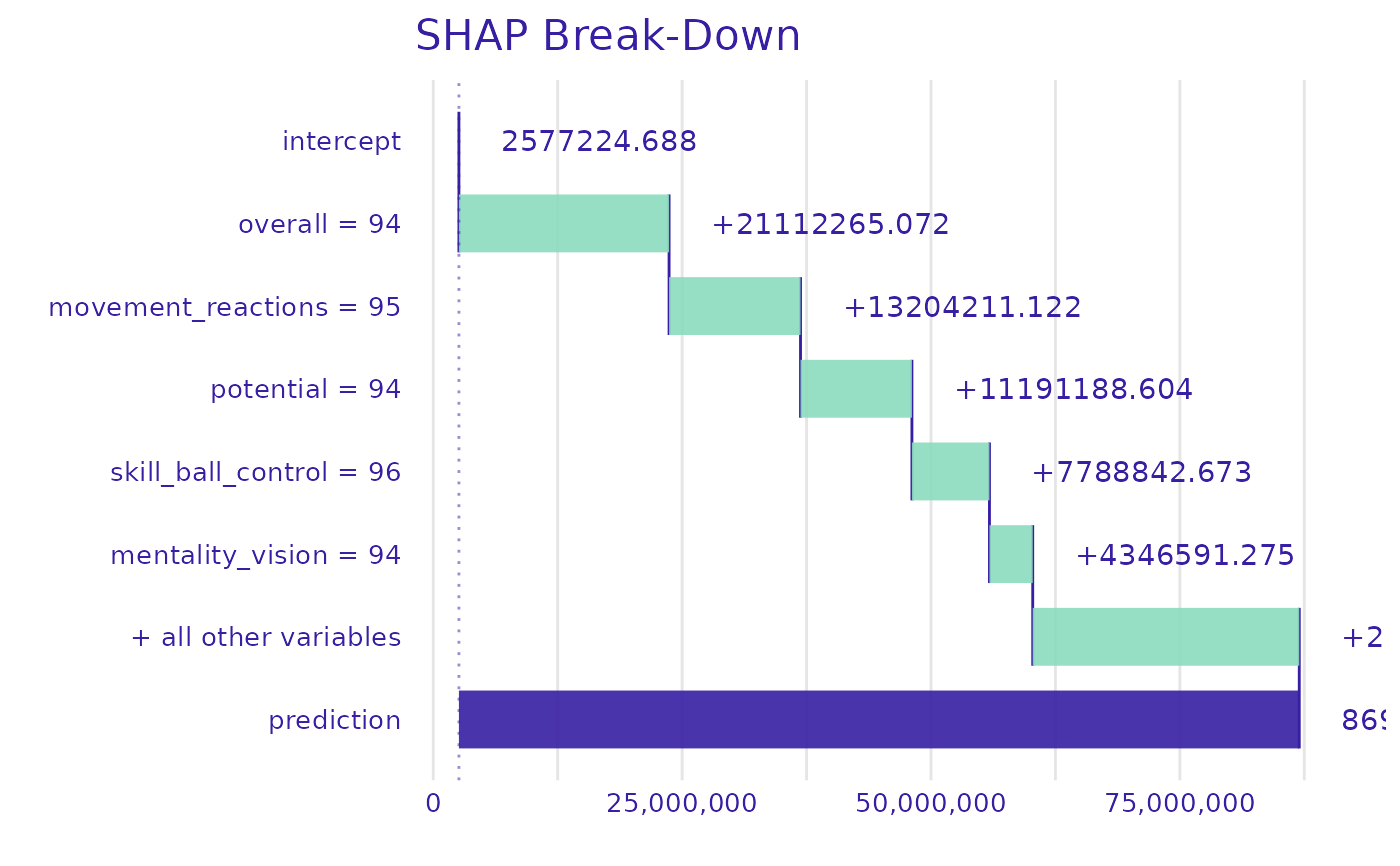 SHAP Break-Down
intercept 2577224.688
overall = 94 +21112265.072
movement_reactions = 95 +13204211.122
potential = 94 +11191188.604
skill_ball_control = 96 +7788842.673
mentality_vision = 94 +4346591.275
+ all other variables +2
prediction 869
0 25,000,000 50,000,000 75,000,000